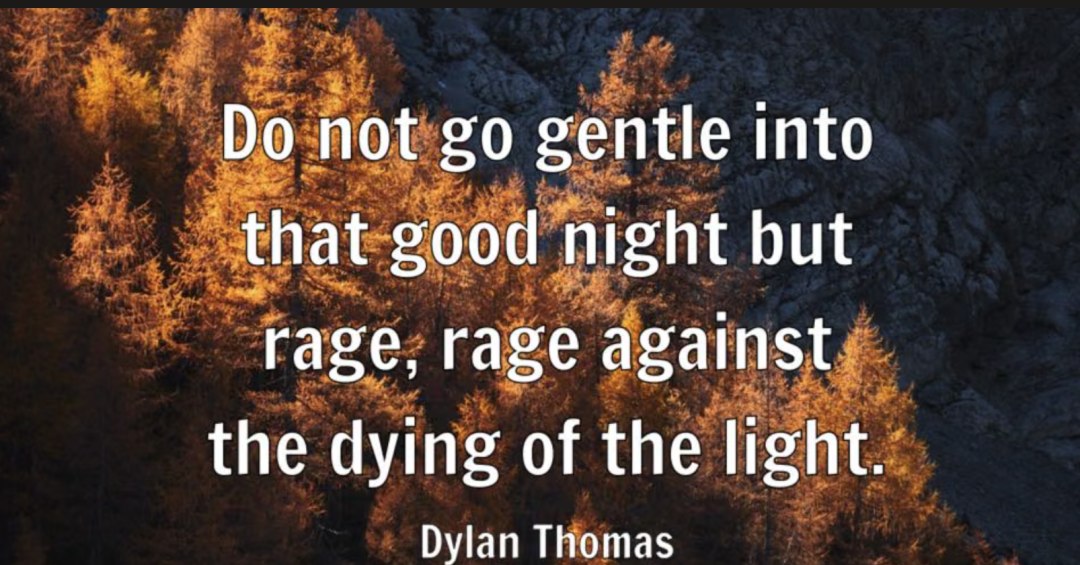 Do not go gentle into
that good night but
rage, rage against
the dying of the light.
Dylan Thomas